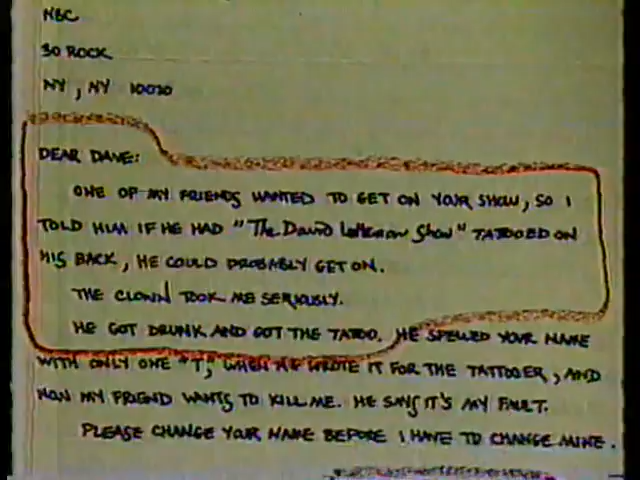 NBC
30 ROCK
NY, NY 10020
DEAR DAVE:
ONE OF MY FRIENDS WANTED TO GET ON YOUR SHOW, SO I
TOLD HIM IF HE HAD "The David Letterman Show" TATOOED ON
HIS BACK, HE COULD PROBABLY GET ON.
THE CLOWN TOOK ME SERIOUSLY.
HE GOT DRUNK AND GOT THE TATOO. HE SPELLED YOUR NAME
WITH ONLY ONE "T," WHEN HE WROTE IT FOR THE TATTOOER, AND
NOW MY FRIEND WANTS TO KILL ME. HE SAYS IT'S MY FAULT.
PLEASE CHANGE YOUR NAME BEFORE I HAVE TO CHANGE MINE.